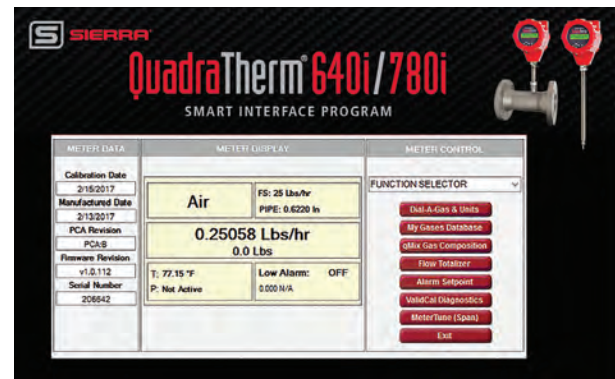 SIERRA
QuadraTherm® 640i/780i
SMART INTERFACE PROGRAM
METER DATA
METER DISPLAY
METER CONTROL
Calibration Date
2/15/2017
Manufactured Date
2/13/2017
PCA Revision
PCA:B
Firmware Revision
v1.0.112
Serial Number
206642
Air
FS: 25 Lbs/hr
PIPE: 0.6220 In
0.25058 Lbs/hr
0.0 Lbs
T: 77.15 °F
P: Not Active
Low Alarm: OFF
0.000 N/A
FUNCTION SELECTOR
Dial-A-Gas & Units
My Gases Database
qMix Gas Composition
Flow Totalizer
Alarm Setpoint
ValidCal Diagnostics
MeterTune (Span)
Exit